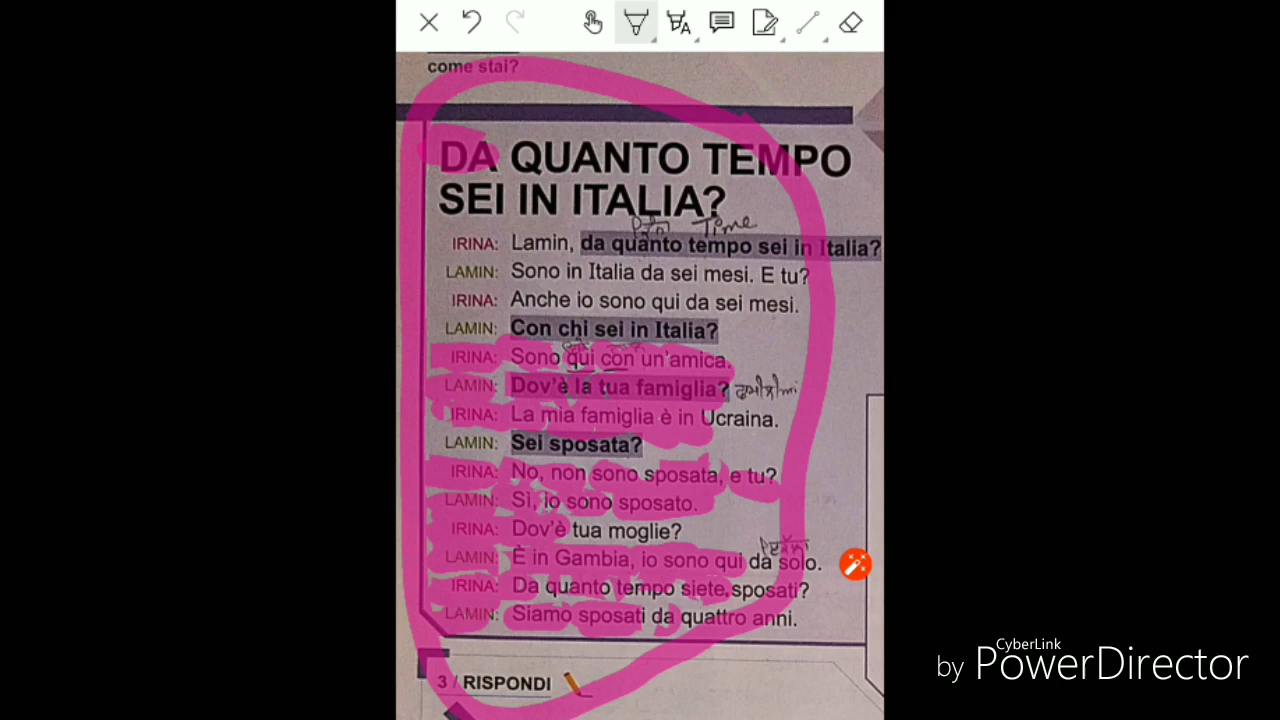 come stai?
DA QUANTO TEMPO
SEI IN ITALIA?
Time
IRINA: Lamin, da quanto tempo sei in Italia?
LAMIN: Sono in Italia da sei mesi. E tu?
IRINA: Anche io sono qui da sei mesi.
LAMIN: Con chi sei in Italia?
IRINA: Sono qui con un'amica.
LAMIN: Dov'è la tua famiglia?
IRINA: La mia famiglia è in Ucraina.
LAMIN: Sei sposata?
IRINA: No, non sono sposata, e tu?
LAMIN: Sì, io sono sposato.
IRINA: Dov'è tua moglie?
LAMIN: È in Gambia, io sono qui da solo.
IRINA: Da quanto tempo siete sposati?
LAMIN: Siamo sposati da quattro anni.
3 / RISPONDI
CyberLink
by PowerDirector